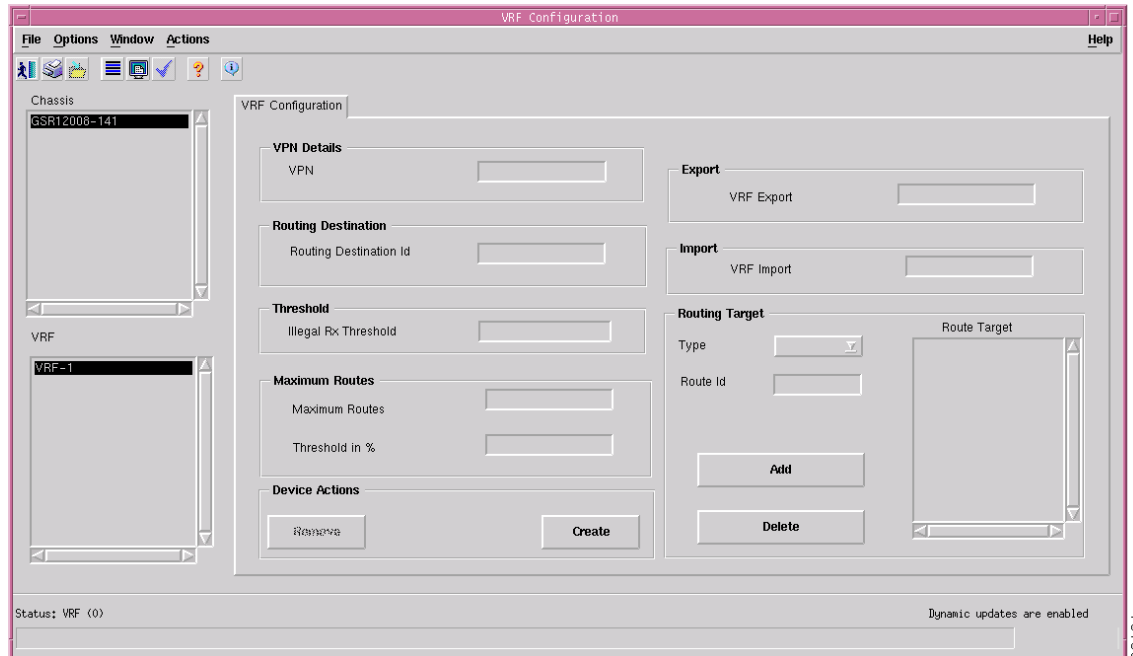 VRF Configuration
File Options Window Actions Help
Chassis
GSR12008-141
VRF
VRF-1
VRF Configuration
VPN Details
VPN
Routing Destination
Routing Destination Id
Threshold
Illegal Rx Threshold
Maximum Routes
Maximum Routes
Threshold in %
Device Actions
Remove
Create
Export
VRF Export
Import
VRF Import
Routing Target
Type
Route Id
Route Target
Add
Delete
Status: VRF (0)
Dynamic updates are enabled